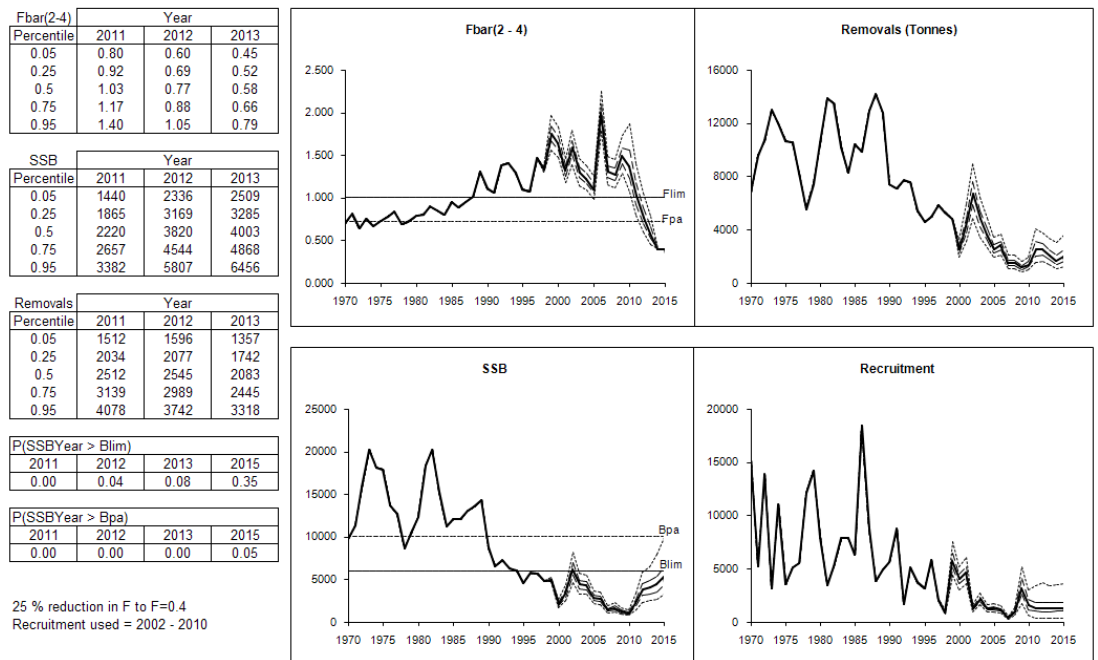 Fbar(2-4) Year
Percentile 2011 2012 2013
0.05 0.80 0.60 0.45
0.25 0.92 0.69 0.52
0.5 1.03 0.77 0.58
0.75 1.17 0.88 0.66
0.95 1.40 1.05 0.79
SSB Year
Percentile 2011 2012 2013
0.05 1440 2336 2509
0.25 1865 3169 3285
0.5 2220 3820 4003
0.75 2657 4544 4868
0.95 3382 5807 6456
Removals Year
Percentile 2011 2012 2013
0.05 1512 1596 1357
0.25 2034 2077 1742
0.5 2512 2545 2083
0.75 3139 2989 2445
0.95 4078 3742 3318
P(SSBYear > Blim)
2011 2012 2013 2015
0.00 0.04 0.08 0.35
P(SSBYear > Bpa)
2011 2012 2013 2015
0.00 0.00 0.00 0.05
25 % reduction in F to F=0.4
Recruitment used = 2002 - 2010
Fbar(2 - 4)
2.500
2.000
1.500
1.000
0.500
0.000
Flim
Fpa
1970 1975 1980 1985 1990 1995 2000 2005 2010 2015
Removals (Tonnes)
16000
12000
8000
4000
0
1970 1975 1980 1985 1990 1995 2000 2005 2010 2015
SSB
25000
20000
15000
10000
5000
0
Bpa
Blim
1970 1975 1980 1985 1990 1995 2000 2005 2010 2015
Recruitment
20000
15000
10000
5000
0
1970 1975 1980 1985 1990 1995 2000 2005 2010 2015